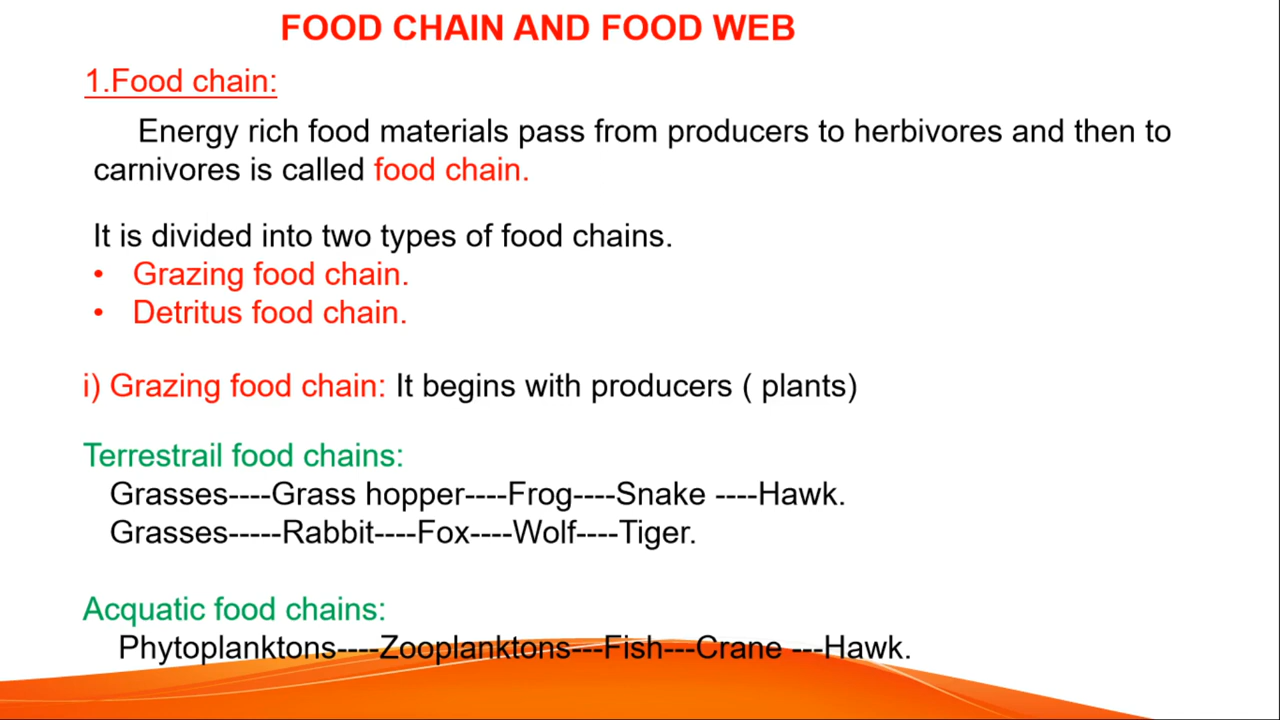 FOOD CHAIN AND FOOD WEB
1.Food chain:
Energy rich food materials pass from producers to herbivores and then to
carnivores is called food chain.
It is divided into two types of food chains.
• Grazing food chain.
• Detritus food chain.
i) Grazing food chain: It begins with producers ( plants)
Terrestrail food chains:
Grasses----Grass hopper----Frog----Snake ----Hawk.
Grasses-----Rabbit----Fox----Wolf----Tiger.
Acquatic food chains:
Phytoplanktons----Zooplanktons---Fish---Crane ---Hawk.